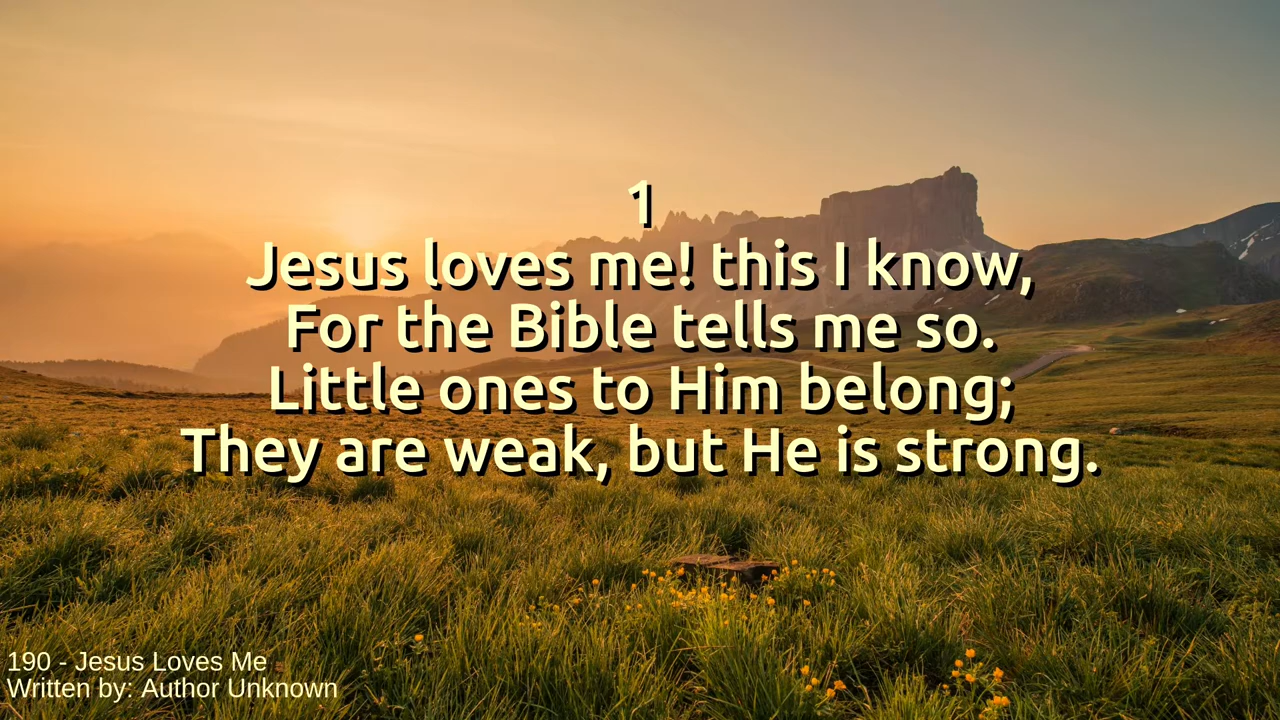 1
Jesus loves me! this I know,
For the Bible tells me so.
Little ones to Him belong;
They are weak, but He is strong.
190 - Jesus Loves Me
Written by: Author Unknown